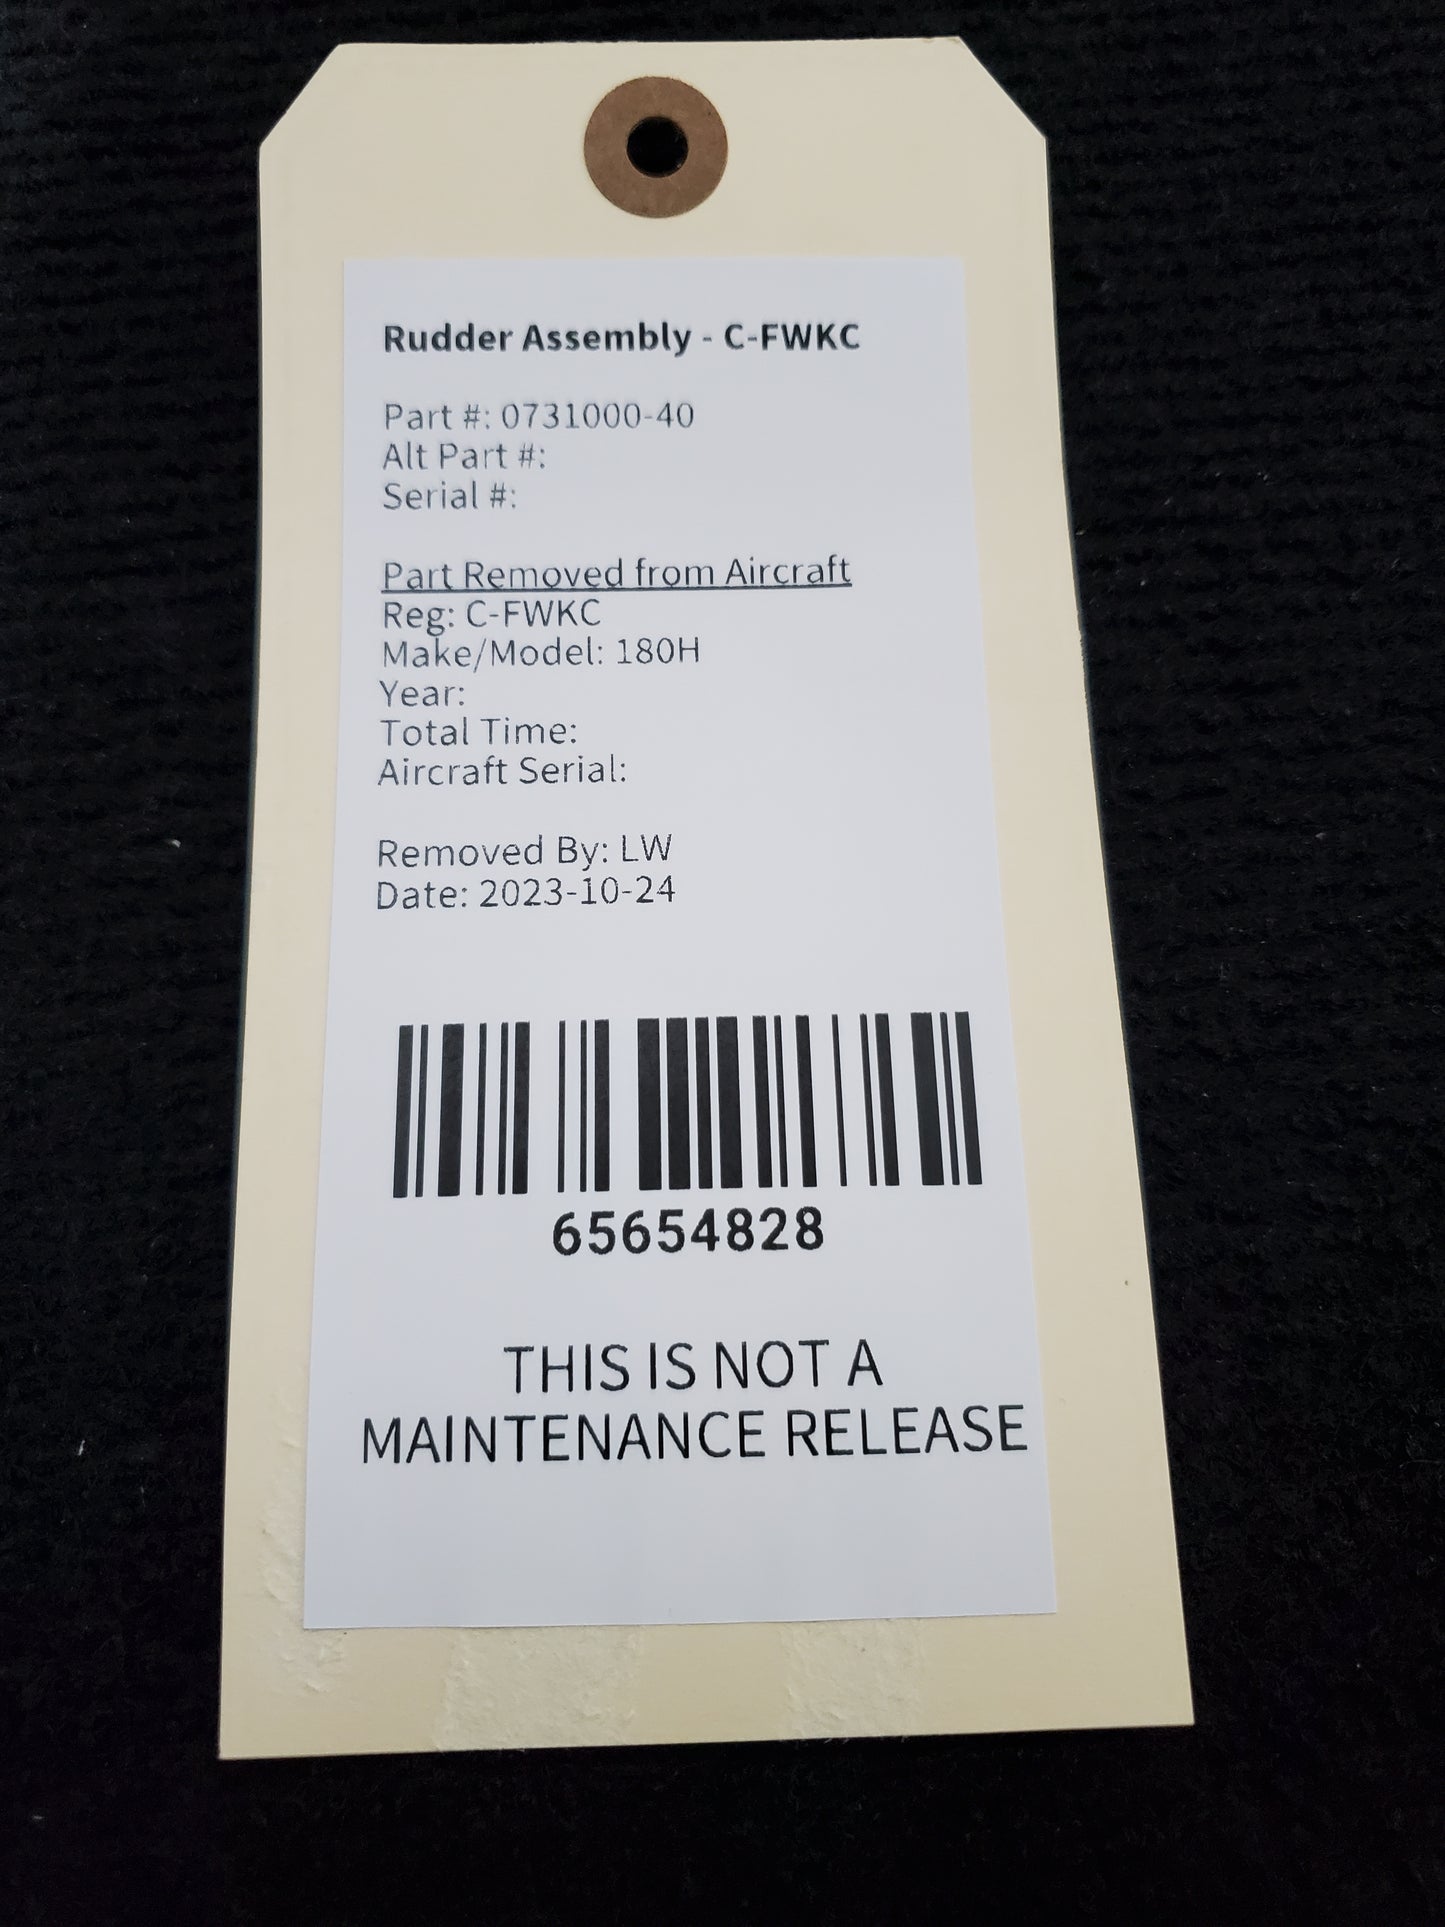 Rudder Assembly - C-FWKC
Part #: 0731000-40
Alt Part #:
Serial #:
Part Removed from Aircraft
Reg: C-FWKC
Make/Model: 180H
Year:
Total Time:
Aircraft Serial:
Removed By: LW
Date: 2023-10-24
65654828
THIS IS NOT A
MAINTENANCE RELEASE